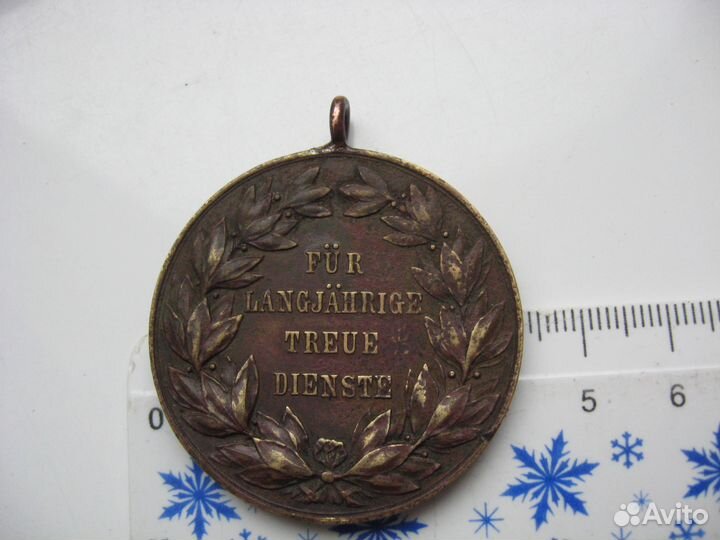 FÜR
LANGJÄHRIGE
TREUE
DIENSTE
0 5 6
Avito